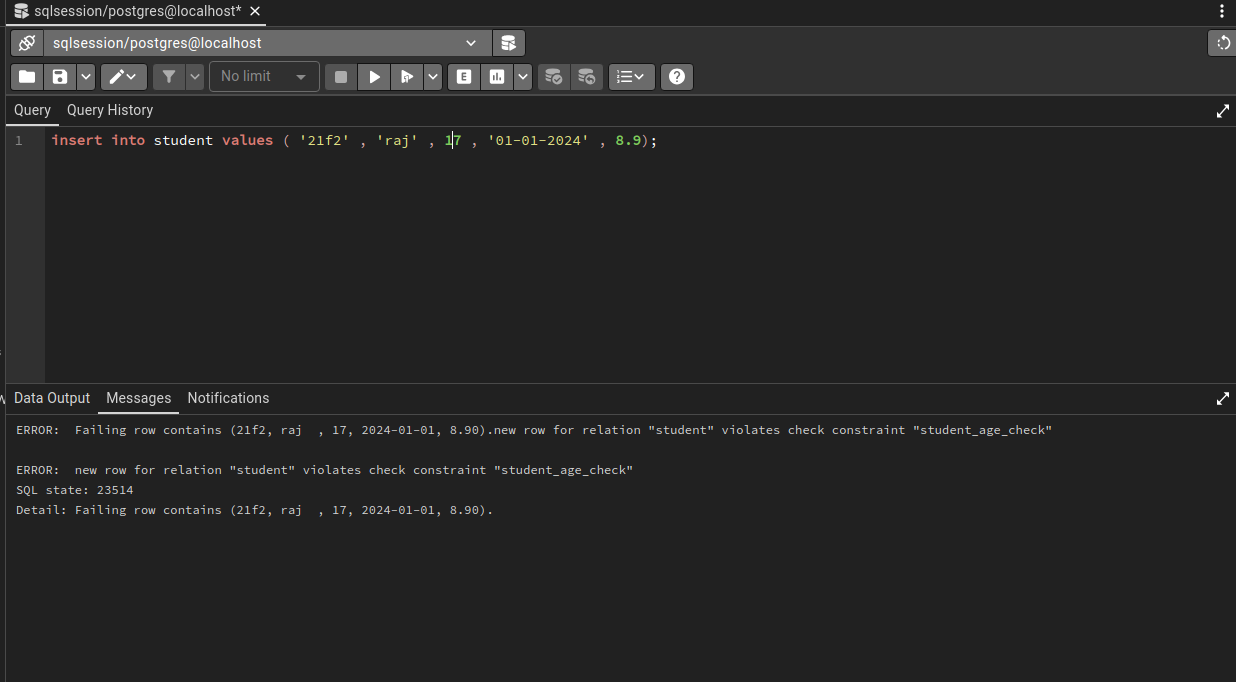 sqlsession/postgres@localhost*
sqlsession/postgres@localhost
No limit
E
Query Query History
1 insert into student values ( '21f2' , 'raj' , 17 , '01-01-2024' , 8.9);
Data Output Messages Notifications
ERROR:  Failing row contains (21f2, raj  , 17, 2024-01-01, 8.90).new row for relation "student" violates check constraint "student_age_check"
ERROR:  new row for relation "student" violates check constraint "student_age_check"
SQL state: 23514
Detail: Failing row contains (21f2, raj  , 17, 2024-01-01, 8.90).